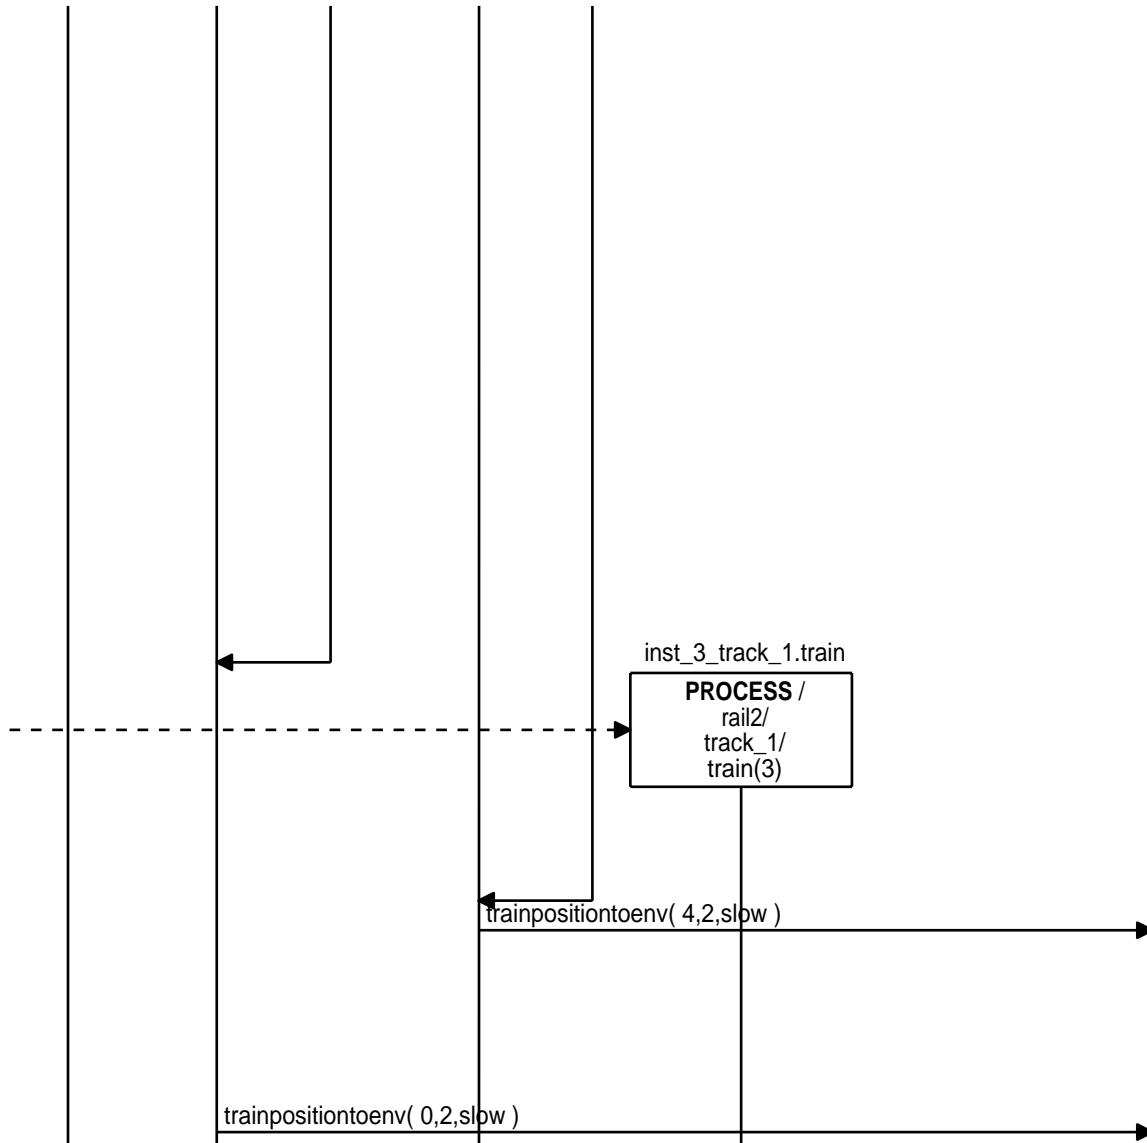 inst_3_track_1.train
PROCESS /
rail2/
track_1/
train(3)
trainpositiontoenv( 4,2,slow )
trainpositiontoenv( 0,2,slow )